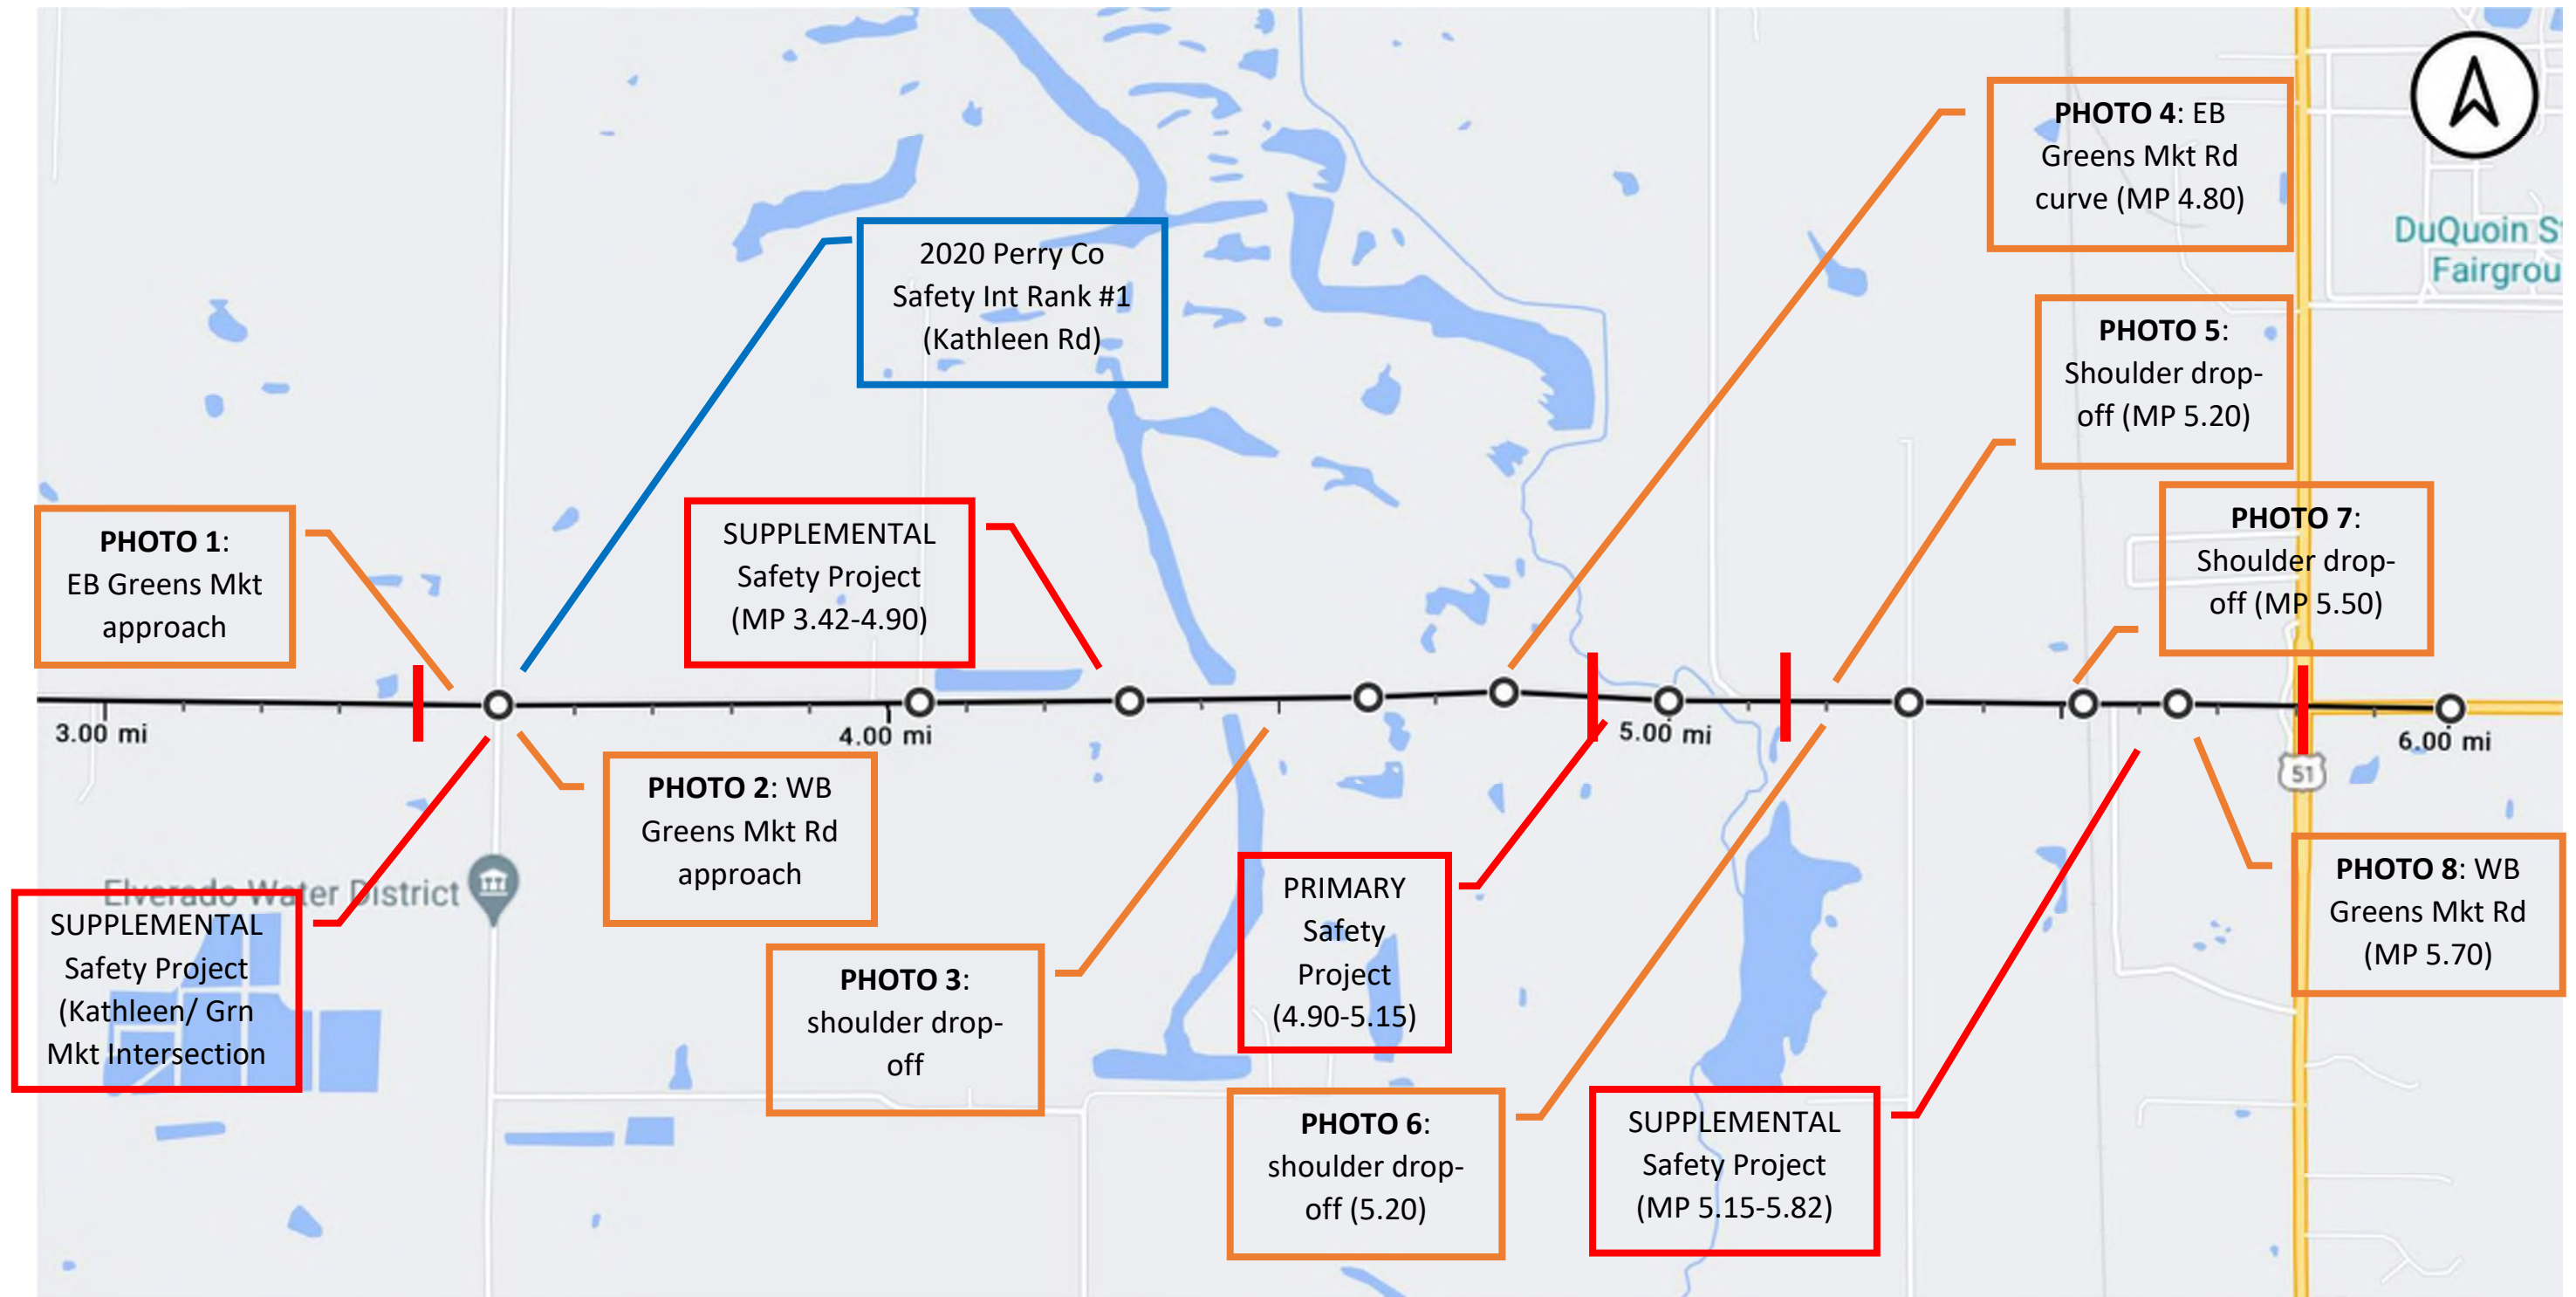 PHOTO 4: EB
Greens Mkt Rd
curve (MP 4.80)
DuQuoin S
Fairgrou
2020 Perry Co
Safety Int Rank #1
(Kathleen Rd)
PHOTO 5:
Shoulder drop-
off (MP 5.20)
PHOTO 1:
EB Greens Mkt
approach
SUPPLEMENTAL
Safety Project
(MP 3.42-4.90)
PHOTO 7:
Shoulder drop-
off (MP 5.50)
3.00 mi
4.00 mi
5.00 mi
6.00 mi
51
PHOTO 2: WB
Greens Mkt Rd
approach
Elverado Water District
SUPPLEMENTAL
Safety Project
(Kathleen/ Grn
Mkt Intersection
PHOTO 3:
shoulder drop-
off
PRIMARY
Safety
Project
(4.90-5.15)
PHOTO 8: WB
Greens Mkt Rd
(MP 5.70)
PHOTO 6:
shoulder drop-
off (5.20)
SUPPLEMENTAL
Safety Project
(MP 5.15-5.82)